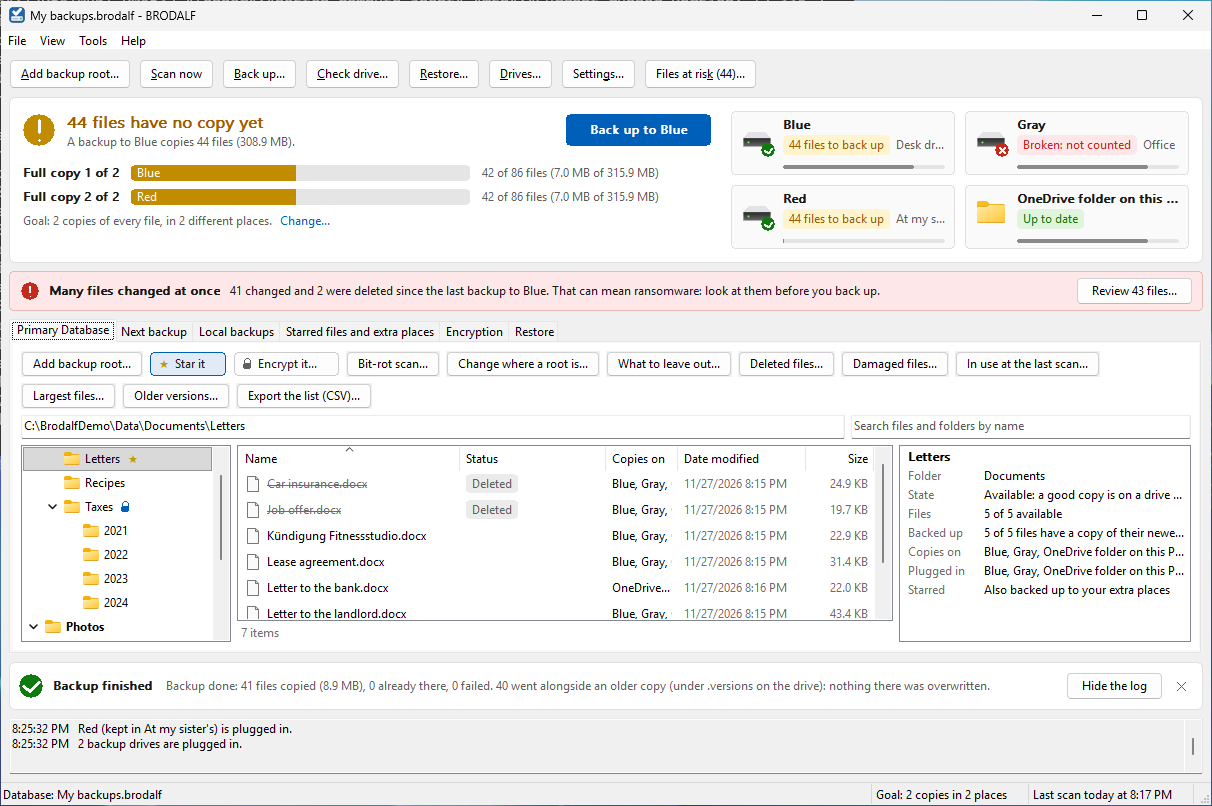 My backups.brodalf - BRODALF
File View Tools Help
Add backup root... Scan now Back up... Check drive... Restore... Drives... Settings... Files at risk (44)...
44 files have no copy yet
A backup to Blue copies 44 files (308.9 MB).
Back up to Blue
Full copy 1 of 2 Blue 42 of 86 files (7.0 MB of 315.9 MB)
Full copy 2 of 2 Red 42 of 86 files (7.0 MB of 315.9 MB)
Goal: 2 copies of every file, in 2 different places. Change...
Blue
44 files to back up Desk dr...
Gray
Broken: not counted Office
Red
44 files to back up At my s...
OneDrive folder on this ...
Up to date
Many files changed at once 41 changed and 2 were deleted since the last backup to Blue. That can mean ransomware: look at them before you back up. Review 43 files...
Primary Database Next backup Local backups Starred files and extra places Encryption Restore
Add backup root... Star it Encrypt it... Bit-rot scan... Change where a root is... What to leave out... Deleted files... Damaged files... In use at the last scan...
Largest files... Older versions... Export the list (CSV)...
C:\BrodalfDemo\Data\Documents\Letters Search files and folders by name
Letters
Recipes
Taxes
2021
2022
2023
2024
Photos
Name Status Copies on Date modified Size
Car insurance.docx Deleted Blue, Gray, 11/27/2026 8:15 PM 24.9 KB
Job offer.docx Deleted Blue, Gray, 11/27/2026 8:15 PM 19.7 KB
Kündigung Fitnessstudio.docx Blue, Gray, 11/27/2026 8:15 PM 22.9 KB
Lease agreement.docx Blue, Gray, 11/27/2026 8:15 PM 31.4 KB
Letter to the bank.docx OneDrive... 11/27/2026 8:16 PM 22.0 KB
Letter to the landlord.docx Blue, Gray, 11/27/2026 8:15 PM 43.4 KB
7 items
Letters
Folder Documents
State Available: a good copy is on a drive ...
Files 5 of 5 available
Backed up 5 of 5 files have a copy of their newe...
Copies on Blue, Gray, OneDrive folder on this P...
Plugged in Blue, Gray, OneDrive folder on this P...
Starred Also backed up to your extra places
Backup finished Backup done: 41 files copied (8.9 MB), 0 already there, 0 failed. 40 went alongside an older copy (under .versions on the drive): nothing there was overwritten. Hide the log
8:25:32 PM Red (kept in At my sister's) is plugged in.
8:25:32 PM 2 backup drives are plugged in.
Database: My backups.brodalf Goal: 2 copies in 2 places Last scan today at 8:17 PM